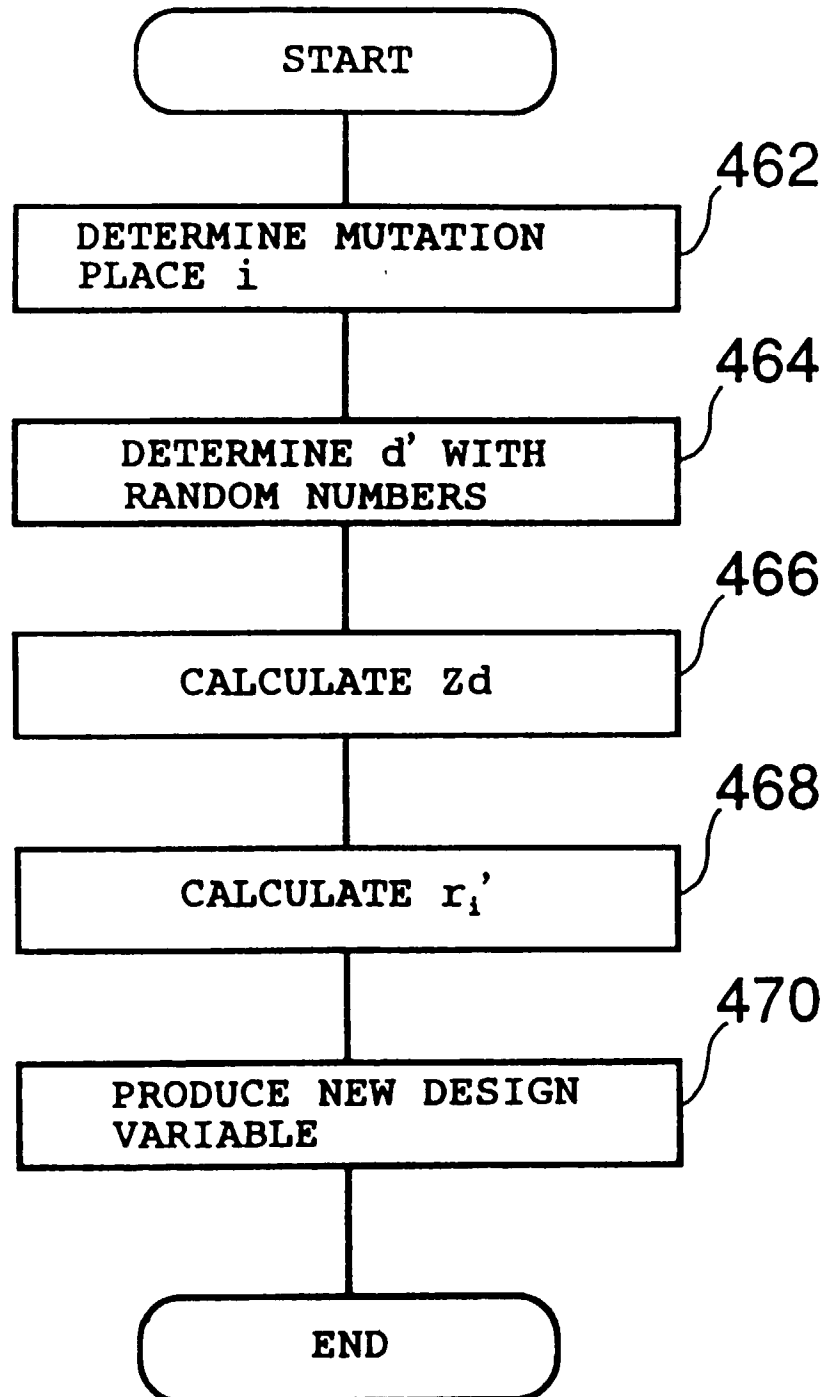 START
462
DETERMINE MUTATION
PLACE i
464
DETERMINE d' WITH
RANDOM NUMBERS
466
CALCULATE Zd
468
CALCULATE rᵢ'
470
PRODUCE NEW DESIGN
VARIABLE
END